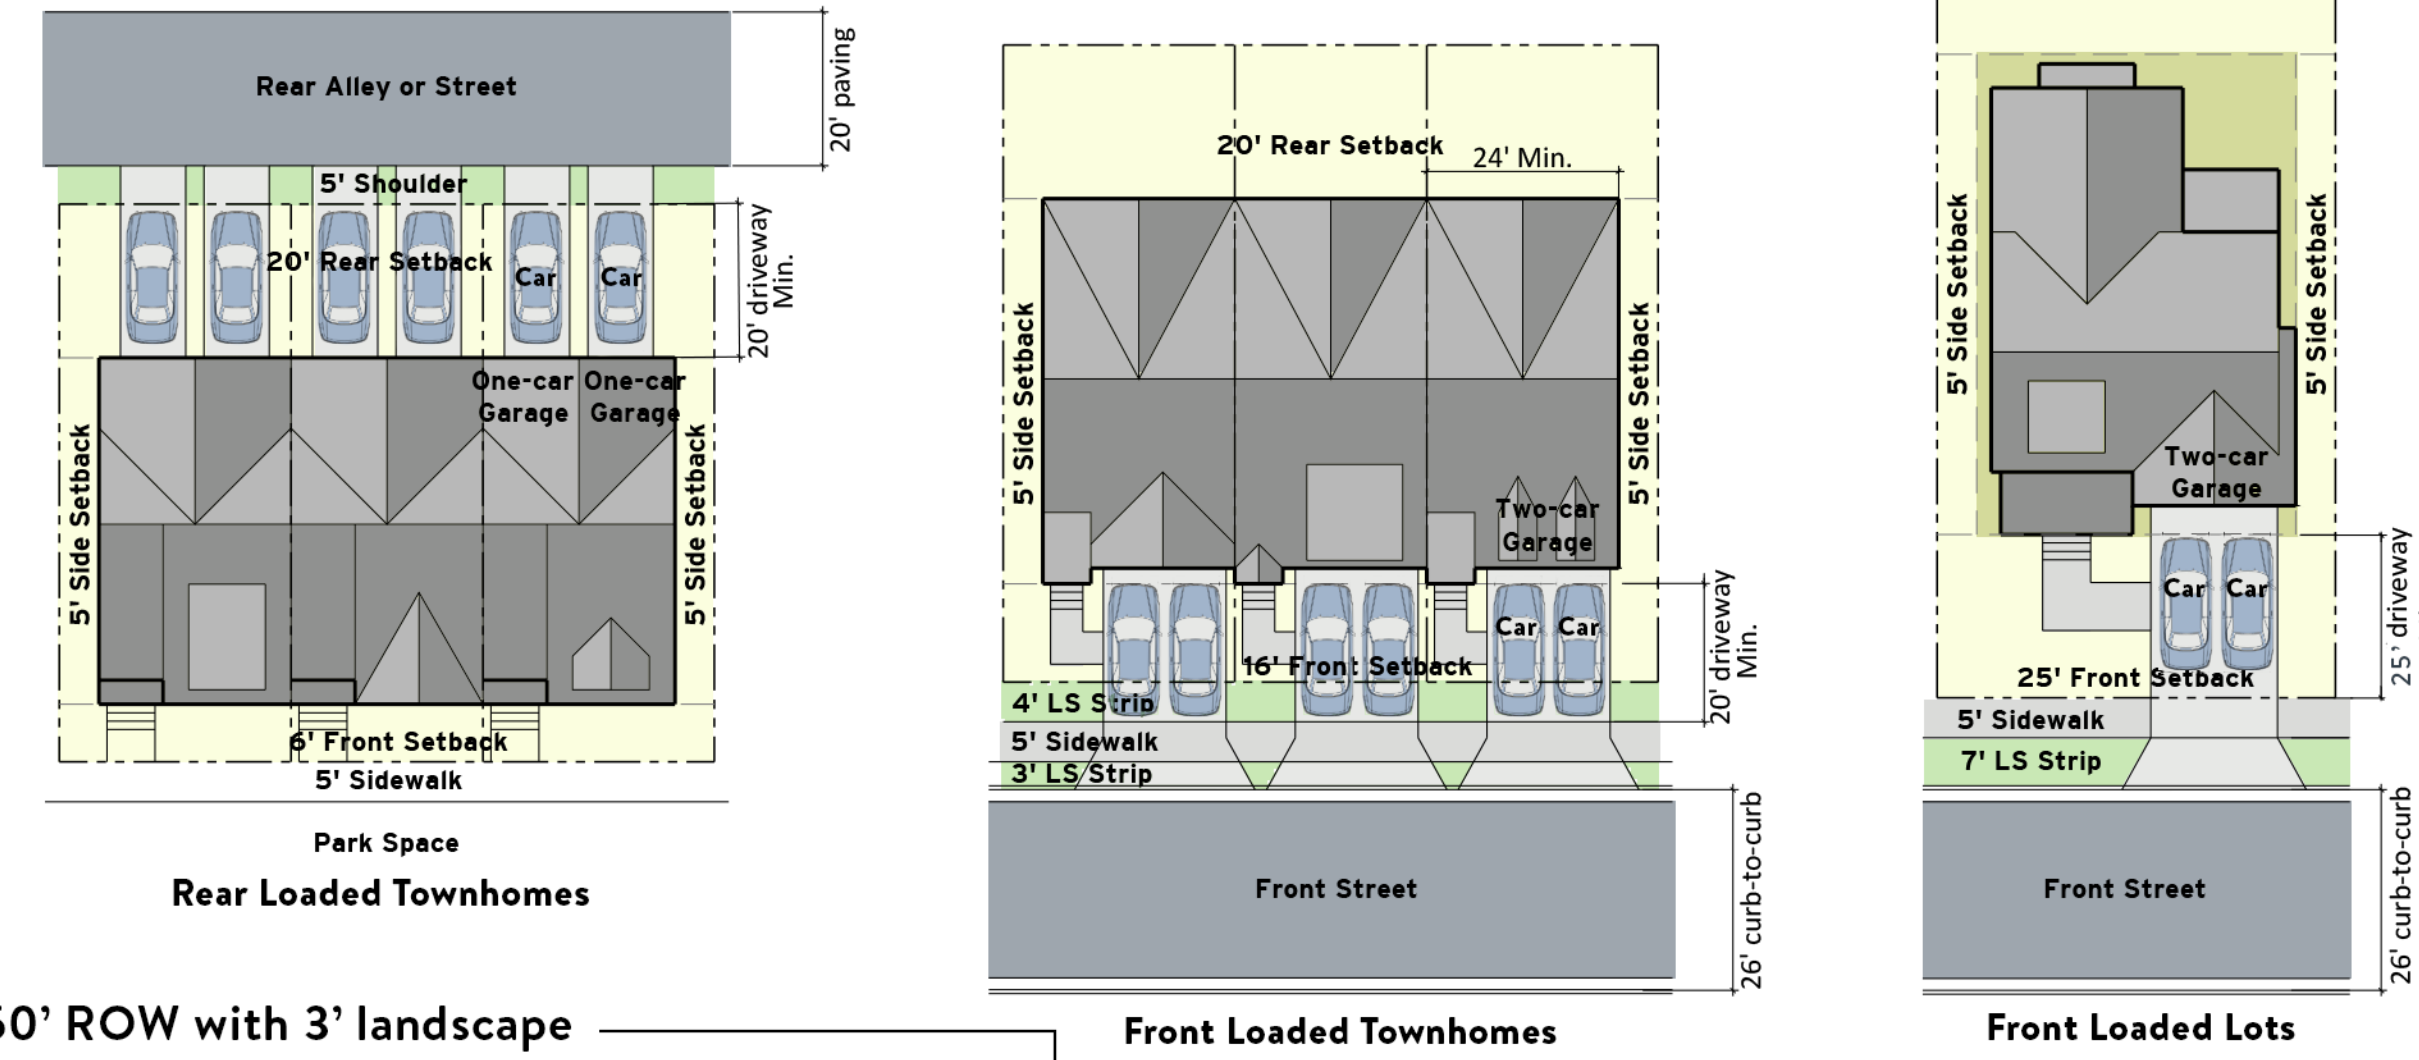 Rear Alley or Street
20' paving
5' Shoulder
20' Rear Setback
Car
Car
20' driveway
Min.
One-car
Garage
One-car
Garage
5' Side Setback
5' Side Setback
6' Front Setback
5' Sidewalk
Park Space
Rear Loaded Townhomes
20' Rear Setback
24' Min.
5' Side Setback
5' Side Setback
Two-car
Garage
Car
Car
16' Front Setback
20' driveway
Min.
4' LS Strip
5' Sidewalk
3' LS Strip
Front Street
26' curb-to-curb
Front Loaded Townhomes
5' Side Setback
5' Side Setback
Two-car
Garage
Car
Car
25' driveway
25' Front Setback
5' Sidewalk
7' LS Strip
Front Street
26' curb-to-curb
Front Loaded Lots
ROW with 3’ landscape